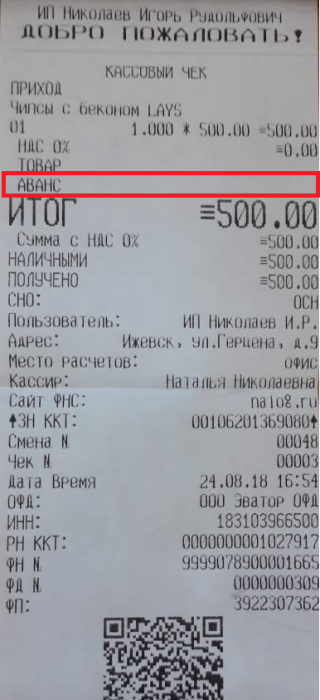 ИП Николаев Игорь Рудольфович
ДОБРО ПОЖАЛОВАТЬ!
КАССОВЫЙ ЧЕК
ПРИХОД
Чипсы с беконом LAYS
01 1.000 * 500.00 =500.00
НДС 0% =0.00
ТОВАР
АВАНС
ИТОГ =500.00
Сумма с НДС 0% =500.00
НАЛИЧНЫМИ =500.00
ПОЛУЧЕНО =500.00
СНО: ОСН
Пользователь: ИП Николаев И.Р.
Адрес: Ижевск, ул.Герцена, д.9
Место расчетов: ОФИС
Кассир: Наталья Николаевна
Сайт ФНС: nalog.ru
↑ЗН ККТ: 00106201369080↑
Смена N 00048
Чек N 00003
Дата Время 24.08.18 16:54
ОФД: ООО Эватор ОФД
ИНН: 183103966500
РН ККТ: 0000000001027917
ФН N 9999078900001665
ФД N 0000000309
ФП: 3922307362